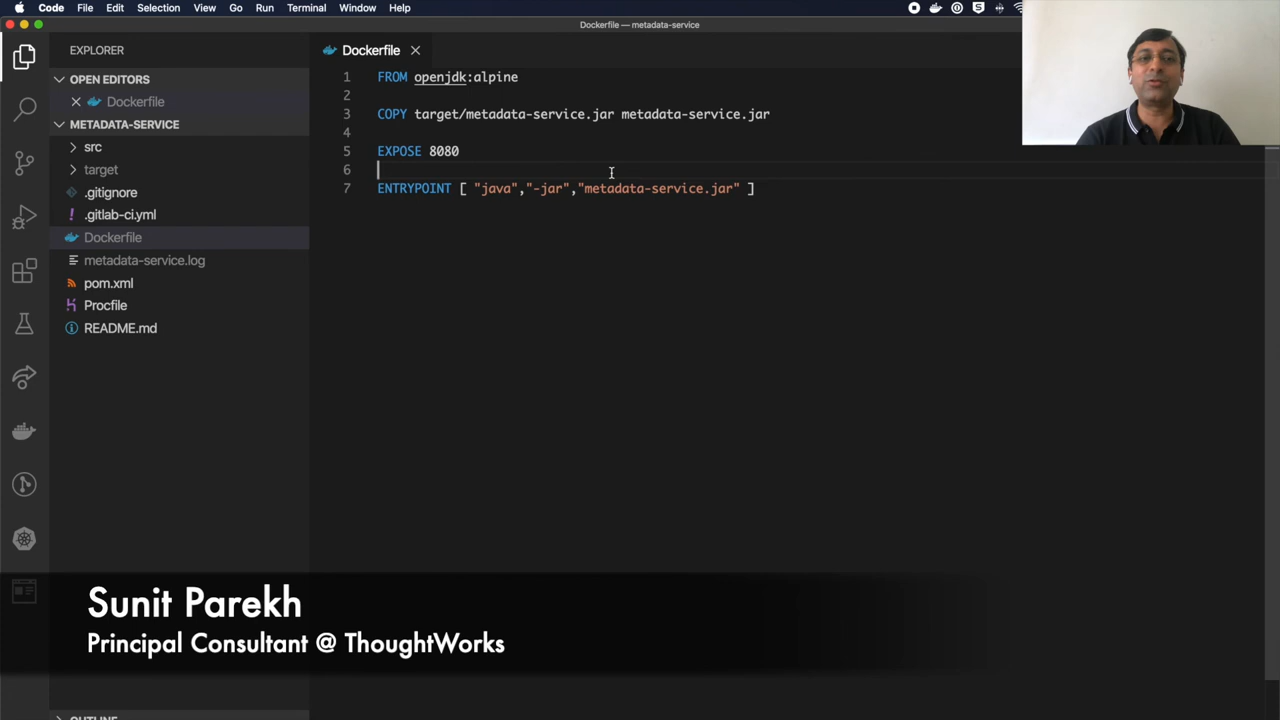 Code File Edit Selection View Go Run Terminal Window Help
Dockerfile — metadata-service
EXPLORER
OPEN EDITORS
Dockerfile
METADATA-SERVICE
src
target
.gitignore
.gitlab-ci.yml
Dockerfile
metadata-service.log
pom.xml
Procfile
README.md
OUTLINE
Dockerfile
1 FROM openjdk:alpine
2
3 COPY target/metadata-service.jar metadata-service.jar
4
5 EXPOSE 8080
6
7 ENTRYPOINT [ "java","-jar","metadata-service.jar" ]
Sunit Parekh
Principal Consultant @ ThoughtWorks